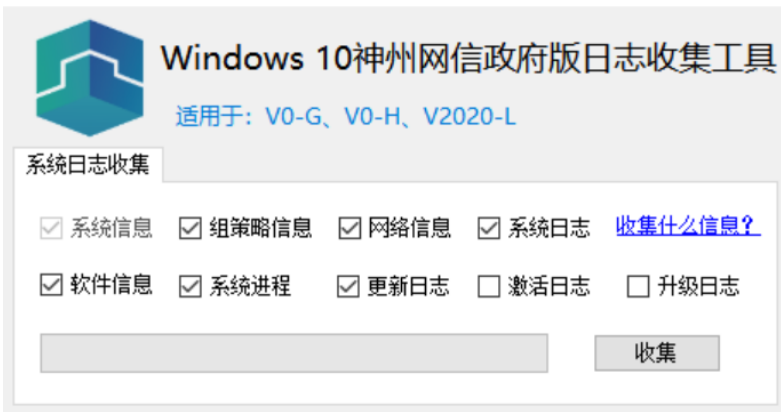 Windows 10神州网信政府版日志收集工具
适用于：V0-G、V0-H、V2020-L
系统日志收集
系统信息 组策略信息 网络信息 系统日志 收集什么信息？
软件信息 系统进程 更新日志 激活日志 升级日志
收集